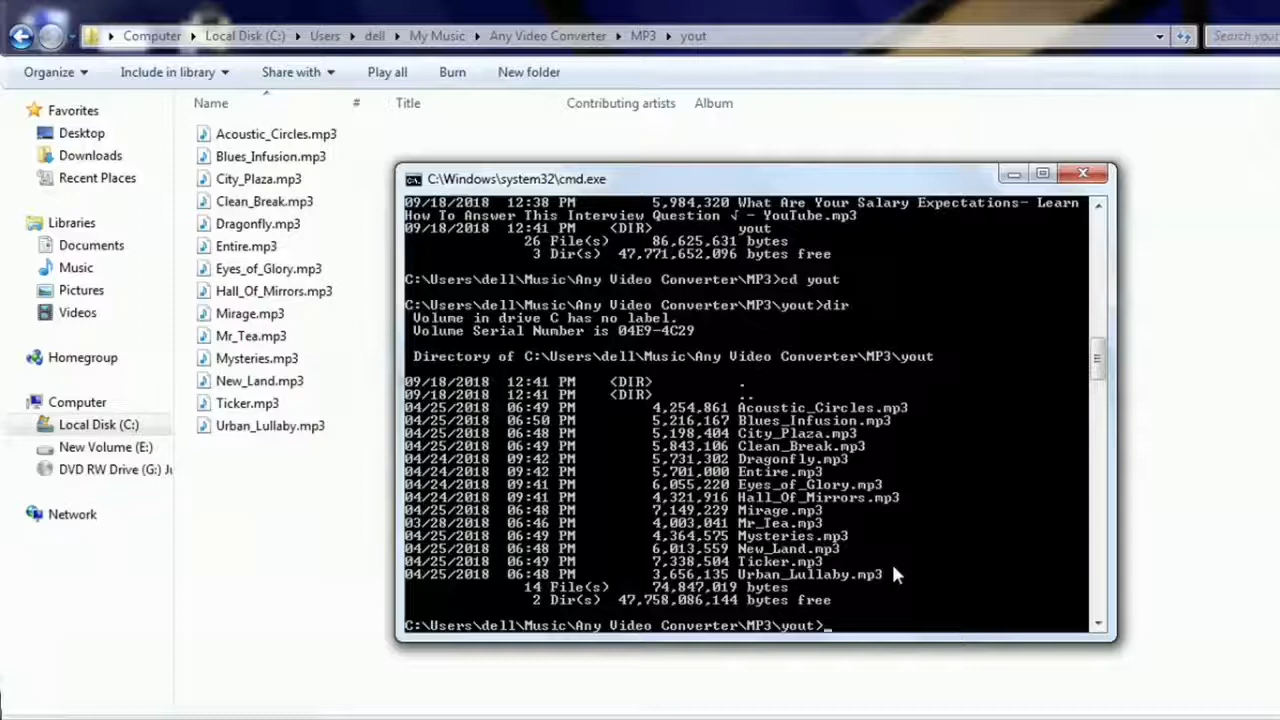 Computer ▸ Local Disk (C:) ▸ Users ▸ dell ▸ My Music ▸ Any Video Converter ▸ MP3 ▸ yout
Search yout
Organize Include in library Share with Play all Burn New folder
Name # Title Contributing artists Album
Favorites
Desktop
Downloads
Recent Places
Libraries
Documents
Music
Pictures
Videos
Homegroup
Computer
Local Disk (C:)
New Volume (E:)
DVD RW Drive (G:) Ju
Network
Acoustic_Circles.mp3
Blues_Infusion.mp3
City_Plaza.mp3
Clean_Break.mp3
Dragonfly.mp3
Entire.mp3
Eyes_of_Glory.mp3
Hall_Of_Mirrors.mp3
Mirage.mp3
Mr_Tea.mp3
Mysteries.mp3
New_Land.mp3
Ticker.mp3
Urban_Lullaby.mp3
C:\Windows\system32\cmd.exe
09/18/2018 12:38 PM 5,984,320 What Are Your Salary Expectations- Learn
How To Answer This Interview Question √ - YouTube.mp3
09/18/2018 12:41 PM <DIR> yout
26 File(s) 86,625,631 bytes
3 Dir(s) 47,771,652,096 bytes free
C:\Users\dell\Music\Any Video Converter\MP3>cd yout
C:\Users\dell\Music\Any Video Converter\MP3\yout>dir
Volume in drive C has no label.
Volume Serial Number is 04E9-4C29
Directory of C:\Users\dell\Music\Any Video Converter\MP3\yout
09/18/2018 12:41 PM <DIR> .
09/18/2018 12:41 PM <DIR> ..
04/25/2018 06:49 PM 4,254,861 Acoustic_Circles.mp3
04/25/2018 06:50 PM 5,216,167 Blues_Infusion.mp3
04/25/2018 06:48 PM 5,198,404 City_Plaza.mp3
04/25/2018 06:49 PM 5,843,106 Clean_Break.mp3
04/24/2018 09:42 PM 5,731,302 Dragonfly.mp3
04/24/2018 09:42 PM 5,701,000 Entire.mp3
04/24/2018 09:41 PM 6,055,220 Eyes_of_Glory.mp3
04/24/2018 09:41 PM 4,321,916 Hall_Of_Mirrors.mp3
04/25/2018 06:48 PM 7,149,229 Mirage.mp3
03/28/2018 06:46 PM 4,003,041 Mr_Tea.mp3
04/25/2018 06:49 PM 4,364,575 Mysteries.mp3
04/25/2018 06:48 PM 6,013,559 New_Land.mp3
04/25/2018 06:49 PM 7,338,504 Ticker.mp3
04/25/2018 06:48 PM 3,656,135 Urban_Lullaby.mp3
14 File(s) 74,847,019 bytes
2 Dir(s) 47,758,086,144 bytes free
C:\Users\dell\Music\Any Video Converter\MP3\yout>_